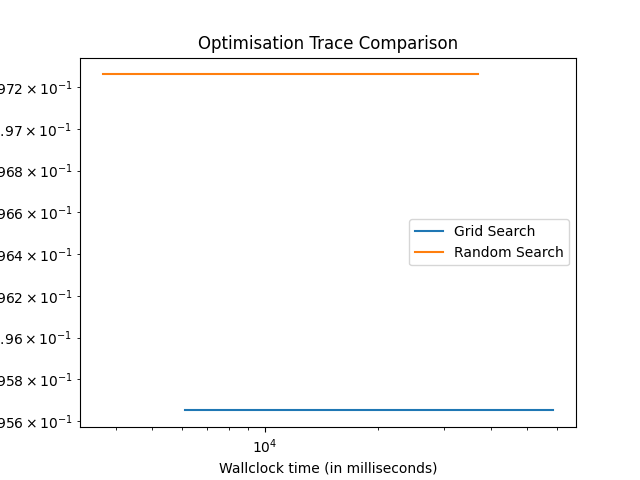 Optimisation Trace Comparison
972 × 10⁻¹
.97 × 10⁻¹
968 × 10⁻¹
966 × 10⁻¹
964 × 10⁻¹
962 × 10⁻¹
.96 × 10⁻¹
958 × 10⁻¹
956 × 10⁻¹
Grid Search
Random Search
10⁴
Wallclock time (in milliseconds)